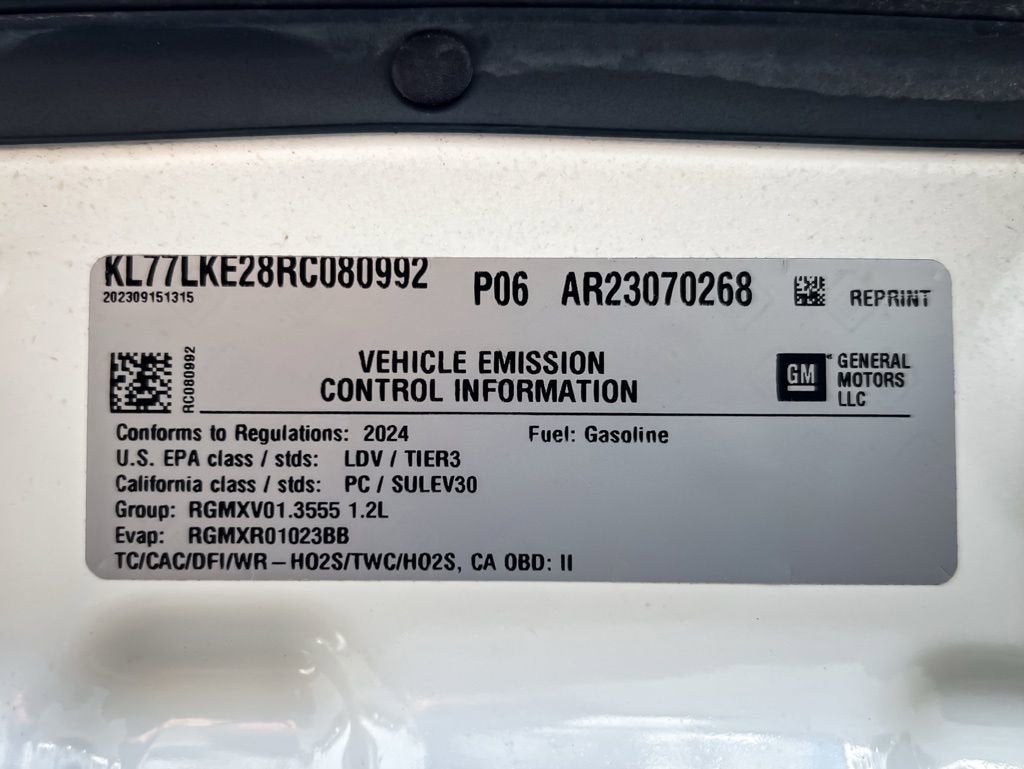 KL77LKE28RC080992 P06 AR23070268 REPRINT
202309151315
RC080992
VEHICLE EMISSION
CONTROL INFORMATION
GM
GENERAL
MOTORS
LLC
Conforms to Regulations: 2024 Fuel: Gasoline
U.S. EPA class / stds: LDV / TIER3
California class / stds: PC / SULEV30
Group: RGMXV01.3555 1.2L
Evap: RGMXR01023BB
TC/CAC/DFI/WR – HO2S/TWC/HO2S, CA OBD: II